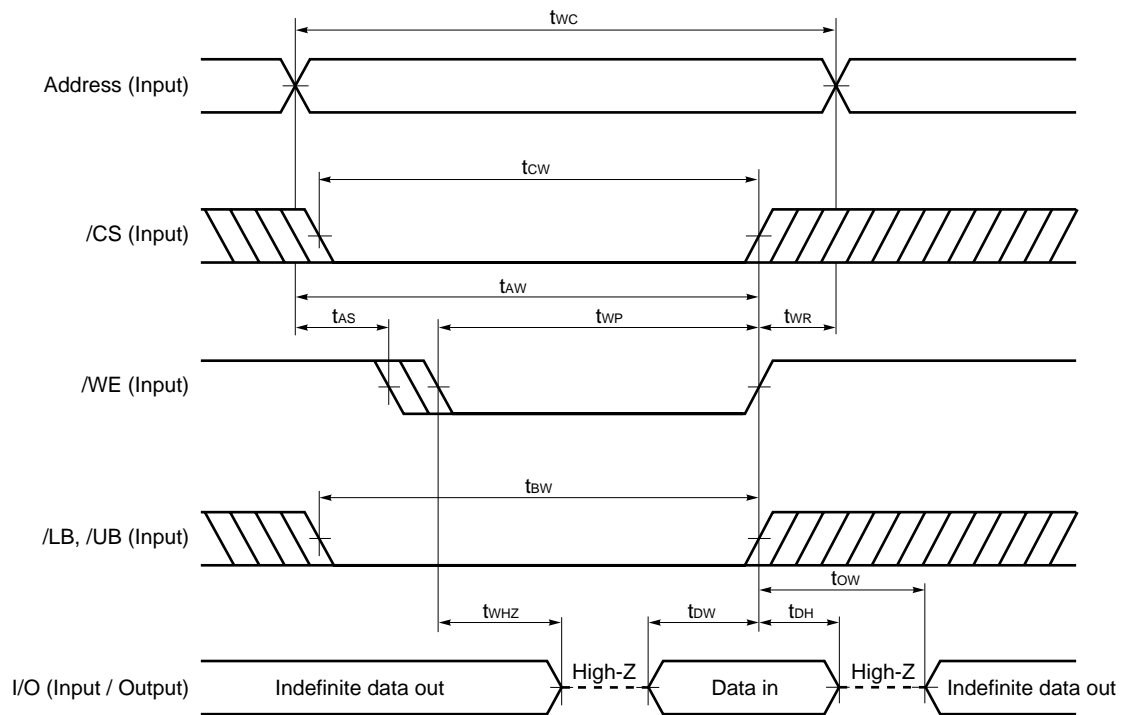 tWC
Address (Input)
tCW
/CS (Input)
tAW
tAS
tWP
tWR
/WE (Input)
tBW
/LB, /UB (Input)
tOW
tWHZ
tDW
tDH
I/O (Input / Output)
Indefinite data out
High-Z
Data in
High-Z
Indefinite data out